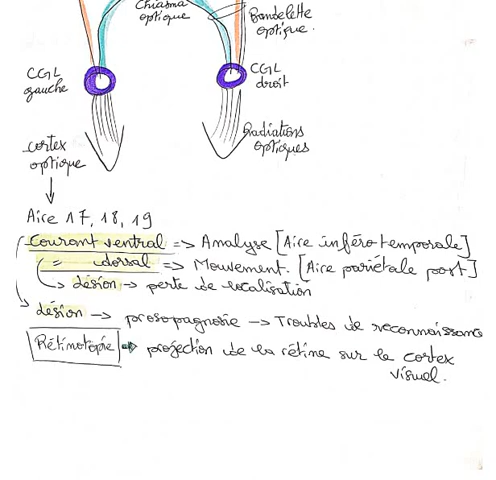 Chiasma
optique
Bandelette
optique.
CGL
gauche
CGL
droit
Radiations
optiques
cortex
optique
Aire 17, 18, 19
Courant ventral => Analyse [Aire inféro temporale]
= dorsal => Mouvement. [Aire pariétale post]
↳ lésion → perte de localisation
lésion → prosopagnosie → Troubles de reconnaissance
Rétinotopie ➡ projection de la rétine sur le cortex
visuel.